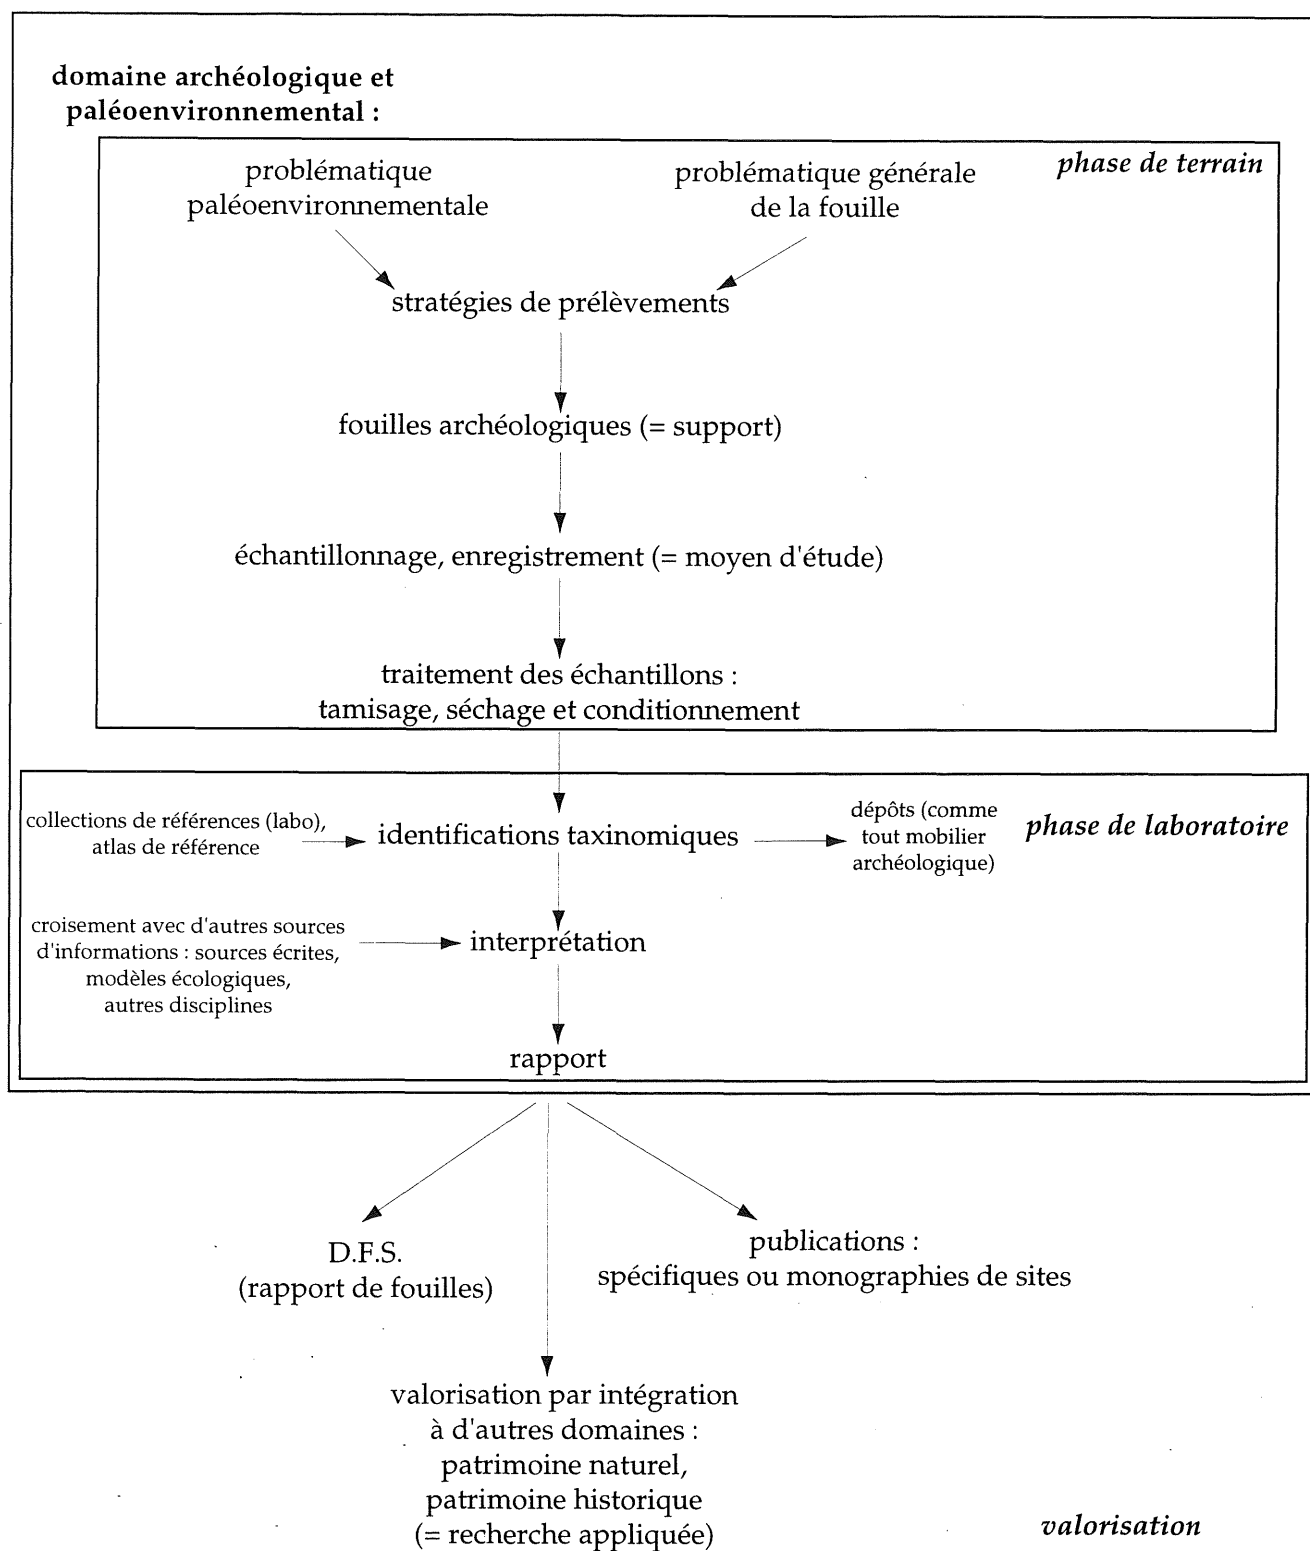 domaine archéologique et
paléoenvironnemental :
phase de terrain
problématique
paléoenvironnementale
problématique générale
de la fouille
stratégies de prélèvements
fouilles archéologiques (= support)
échantillonnage, enregistrement (= moyen d'étude)
traitement des échantillons :
tamisage, séchage et conditionnement
phase de laboratoire
collections de références (labo),
atlas de référence
identifications taxinomiques
dépôts (comme
tout mobilier
archéologique)
croisement avec d'autres sources
d'informations : sources écrites,
modèles écologiques,
autres disciplines
interprétation
rapport
D.F.S.
(rapport de fouilles)
publications :
spécifiques ou monographies de sites
valorisation par intégration
à d'autres domaines :
patrimoine naturel,
patrimoine historique
(= recherche appliquée)
valorisation